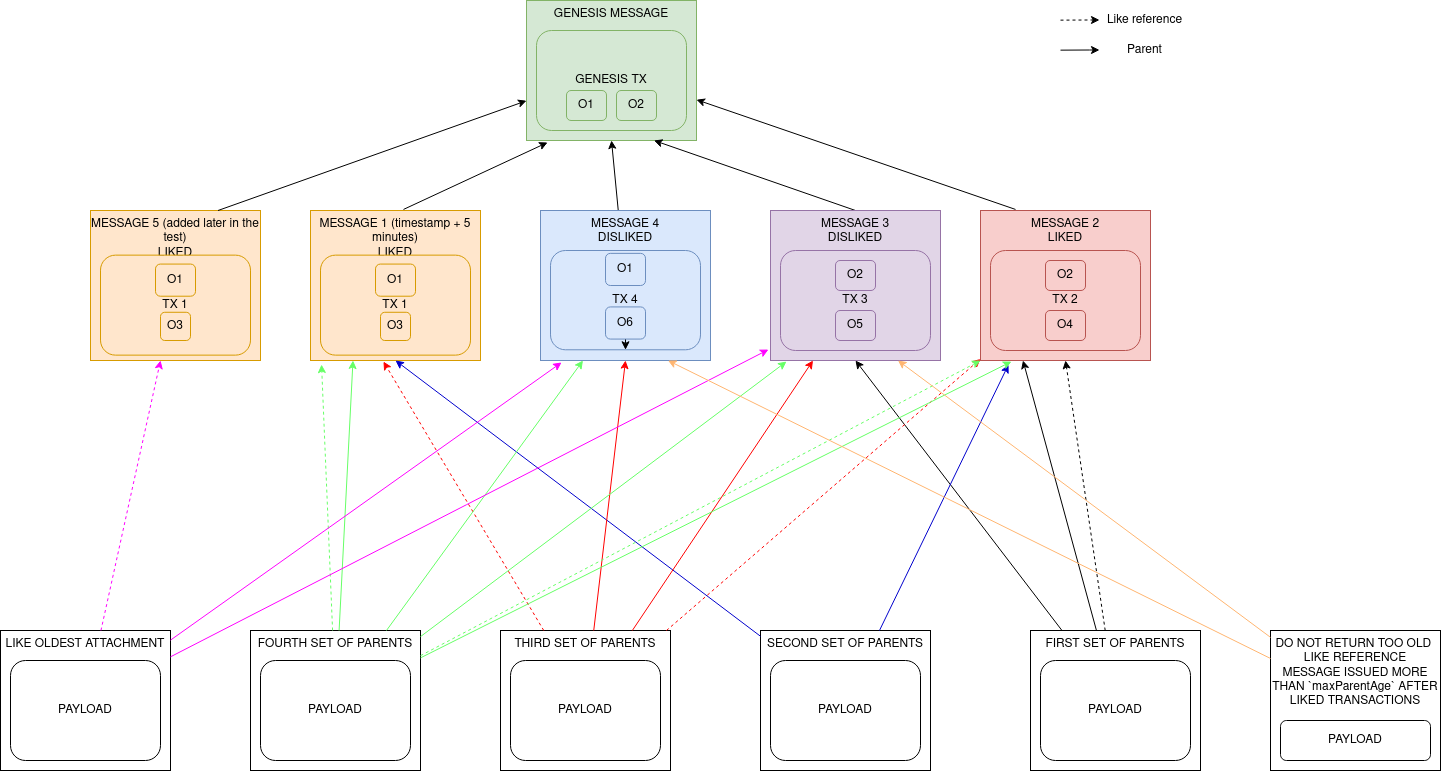 GENESIS MESSAGE
GENESIS TX
O1
O2
Like reference
Parent
MESSAGE 5 (added later in the
test)
LIKED
O1
TX 1
O3
MESSAGE 1 (timestamp + 5
minutes)
LIKED
O1
TX 1
O3
MESSAGE 4
DISLIKED
O1
TX 4
O6
MESSAGE 3
DISLIKED
O2
TX 3
O5
MESSAGE 2
LIKED
O2
TX 2
O4
LIKE OLDEST ATTACHMENT
PAYLOAD
FOURTH SET OF PARENTS
PAYLOAD
THIRD SET OF PARENTS
PAYLOAD
SECOND SET OF PARENTS
PAYLOAD
FIRST SET OF PARENTS
PAYLOAD
DO NOT RETURN TOO OLD
LIKE REFERENCE
MESSAGE ISSUED MORE
THAN `maxParentAge` AFTER
LIKED TRANSACTIONS
PAYLOAD